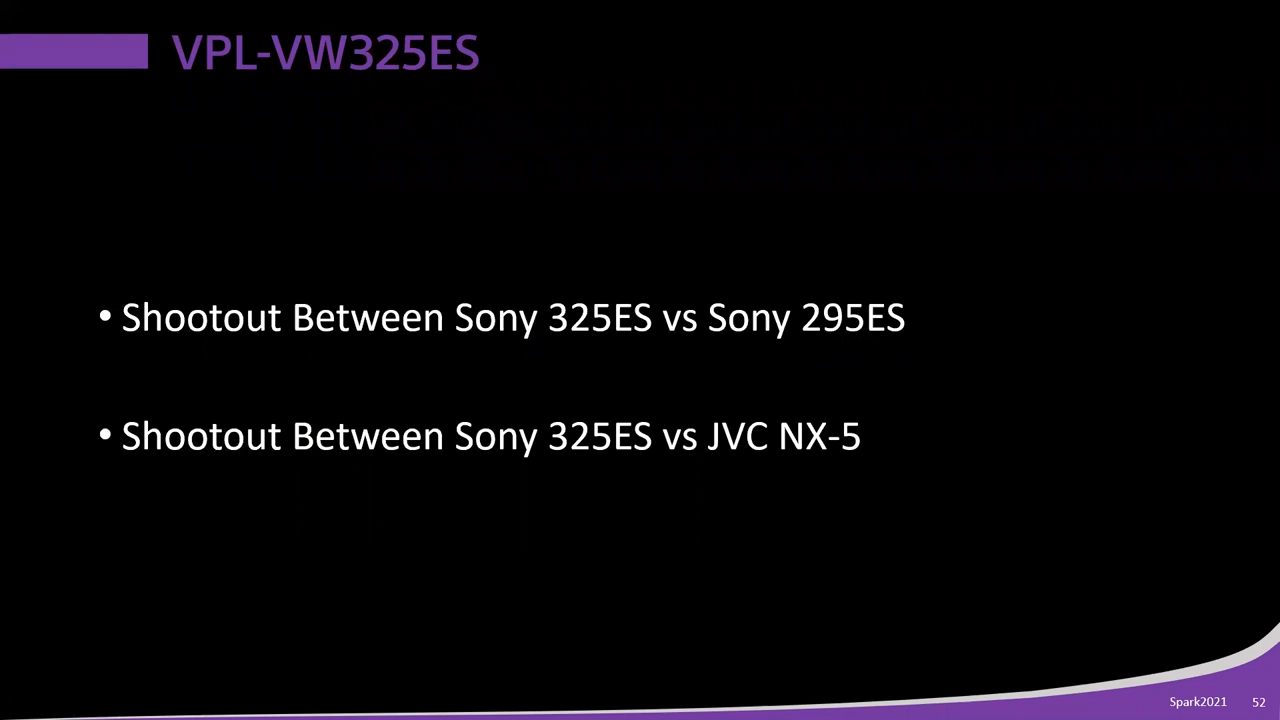 VPL-VW325ES
• Shootout Between Sony 325ES vs Sony 295ES
• Shootout Between Sony 325ES vs JVC NX-5
Spark2021 52